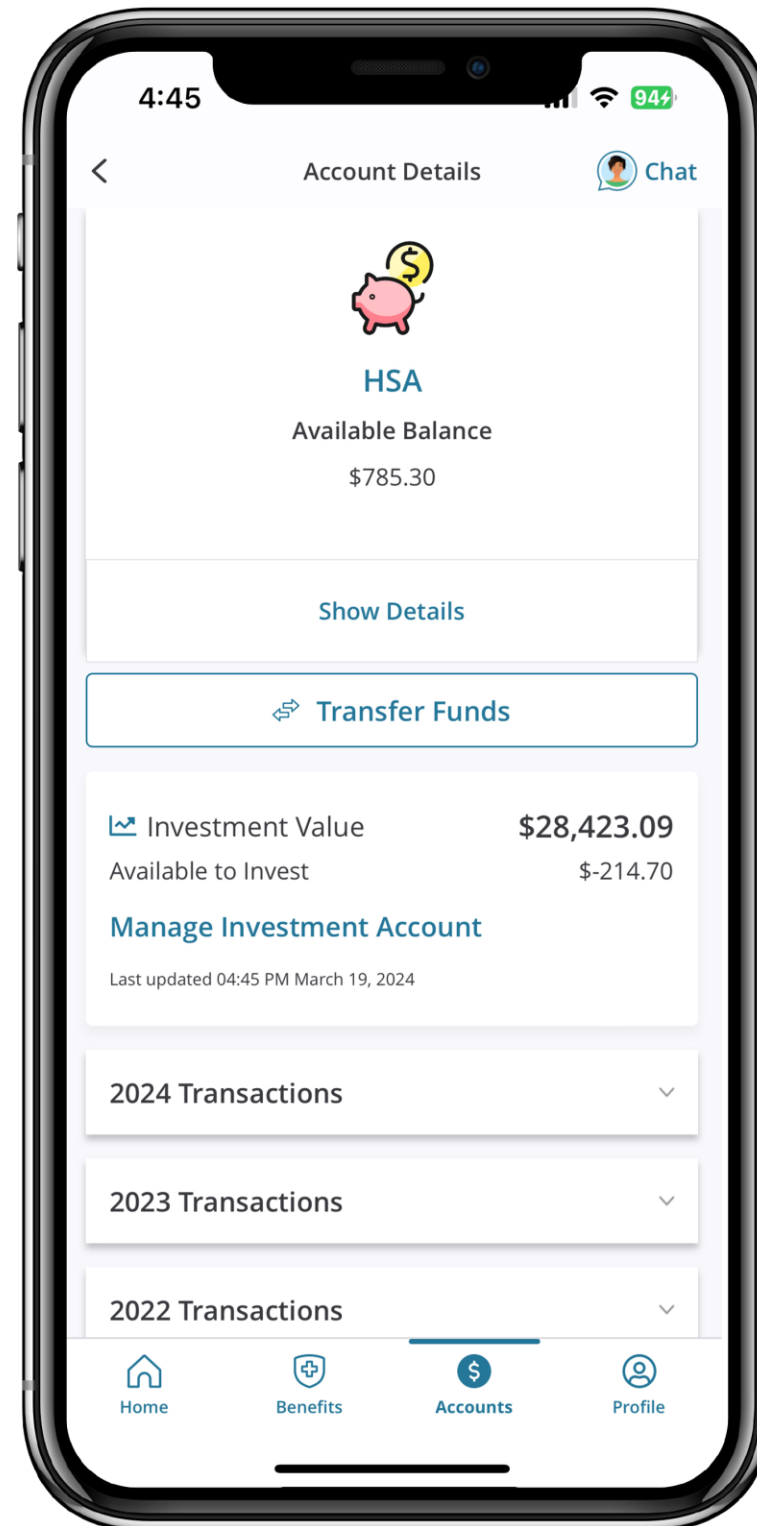 4:45
94
Account Details
Chat
$
HSA
Available Balance
$785.30
Show Details
Transfer Funds
Investment Value $28,423.09
Available to Invest $-214.70
Manage Investment Account
Last updated 04:45 PM March 19, 2024
2024 Transactions
2023 Transactions
2022 Transactions
$
Home Benefits Accounts Profile